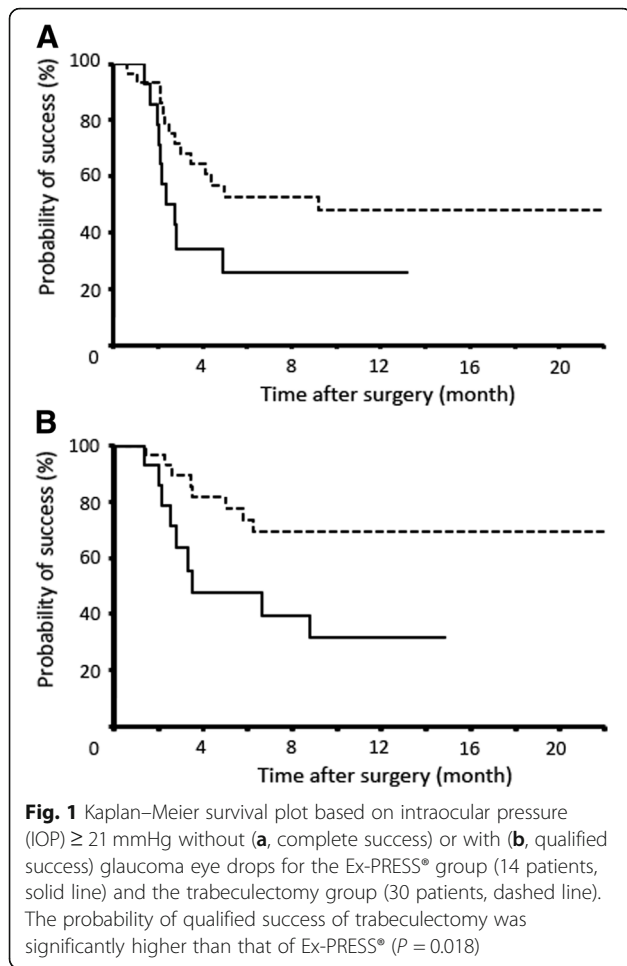 A
Probability of success (%)
100
80
60
40
20
0
4
8
12
16
20
Time after surgery (month)
B
Probability of success (%)
100
80
60
40
20
0
4
8
12
16
20
Time after surgery (month)
Fig. 1 Kaplan–Meier survival plot based on intraocular pressure
(IOP) ≥ 21 mmHg without (a, complete success) or with (b, qualified
success) glaucoma eye drops for the Ex-PRESS® group (14 patients,
solid line) and the trabeculectomy group (30 patients, dashed line).
The probability of qualified success of trabeculectomy was
significantly higher than that of Ex-PRESS® (P = 0.018)